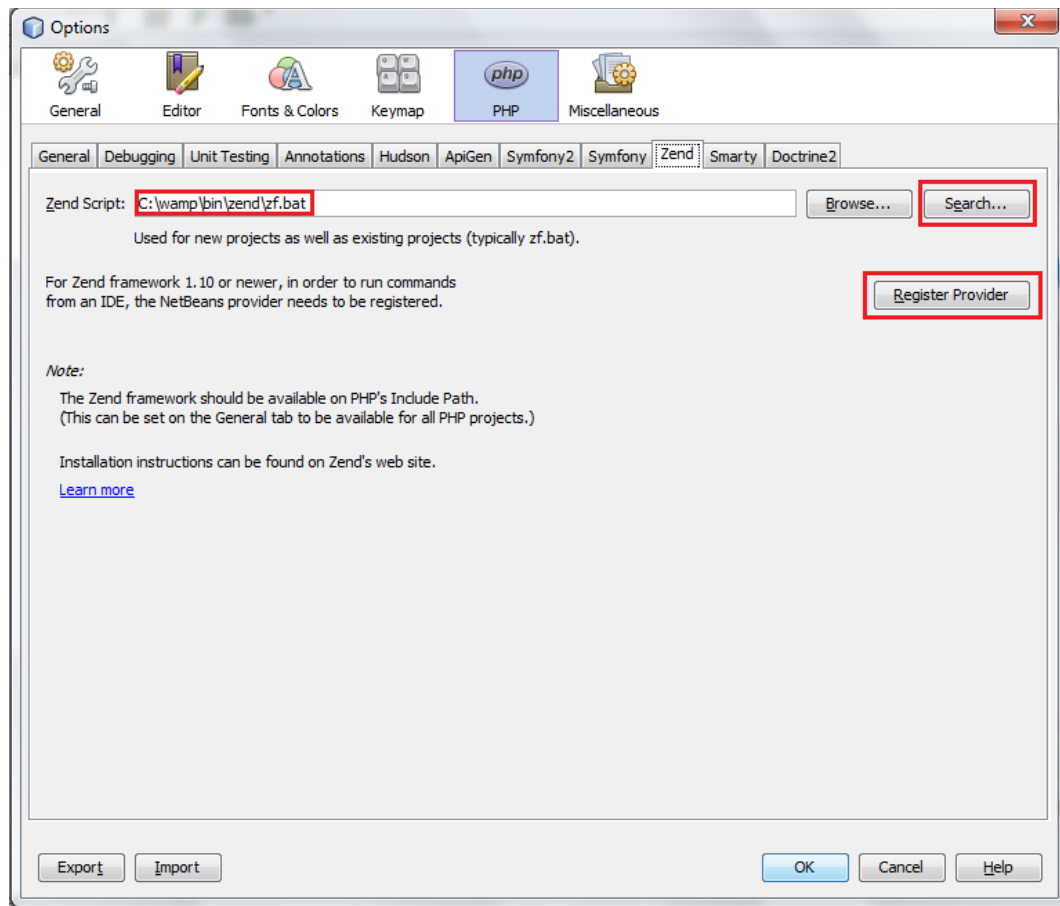 Options
x
php
General Editor Fonts & Colors Keymap PHP Miscellaneous
General Debugging Unit Testing Annotations Hudson ApiGen Symfony2 Symfony Zend Smarty Doctrine2
Zend Script: C:\wamp\bin\zend\zf.bat Browse... Search...
Used for new projects as well as existing projects (typically zf.bat).
For Zend framework 1.10 or newer, in order to run commands
from an IDE, the NetBeans provider needs to be registered.
Register Provider
Note:
The Zend framework should be available on PHP's Include Path.
(This can be set on the General tab to be available for all PHP projects.)
Installation instructions can be found on Zend's web site.
Learn more
Export Import OK Cancel Help